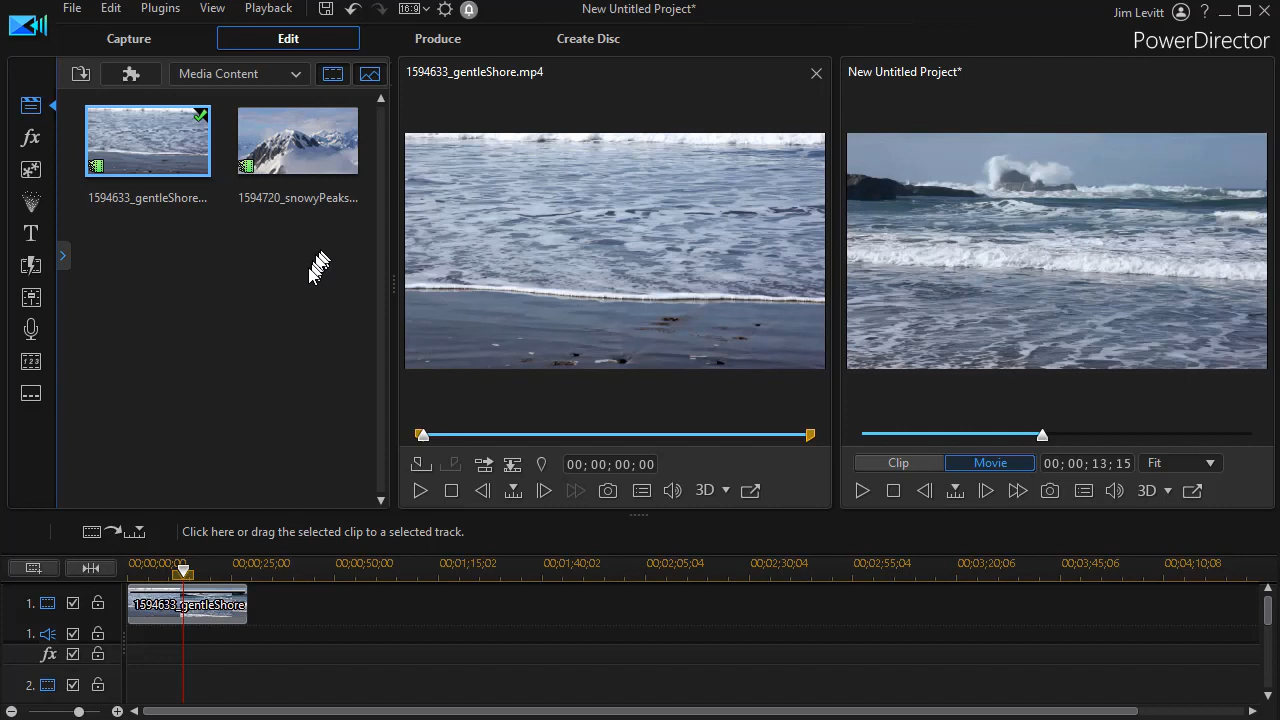 File Edit Plugins View Playback 16:9 New Untitled Project* Jim Levitt ?
Capture Edit Produce Create Disc PowerDirector
Media Content
1594633_gentleShore.mp4
New Untitled Project*
1594633_gentleShore...
1594720_snowyPeaks...
fx
T
00; 00; 00; 00
3D
Clip Movie 00; 00; 13; 15 Fit
3D
Click here or drag the selected clip to a selected track.
00;00;00;00 00;00;25;00 00;00;50;00 00;01;15;02 00;01;40;02 00;02;05;04 00;02;30;04 00;02;55;04 00;03;20;06 00;03;45;06 00;04;10;08
1. 1594633_gentleShore
1.
fx
2.